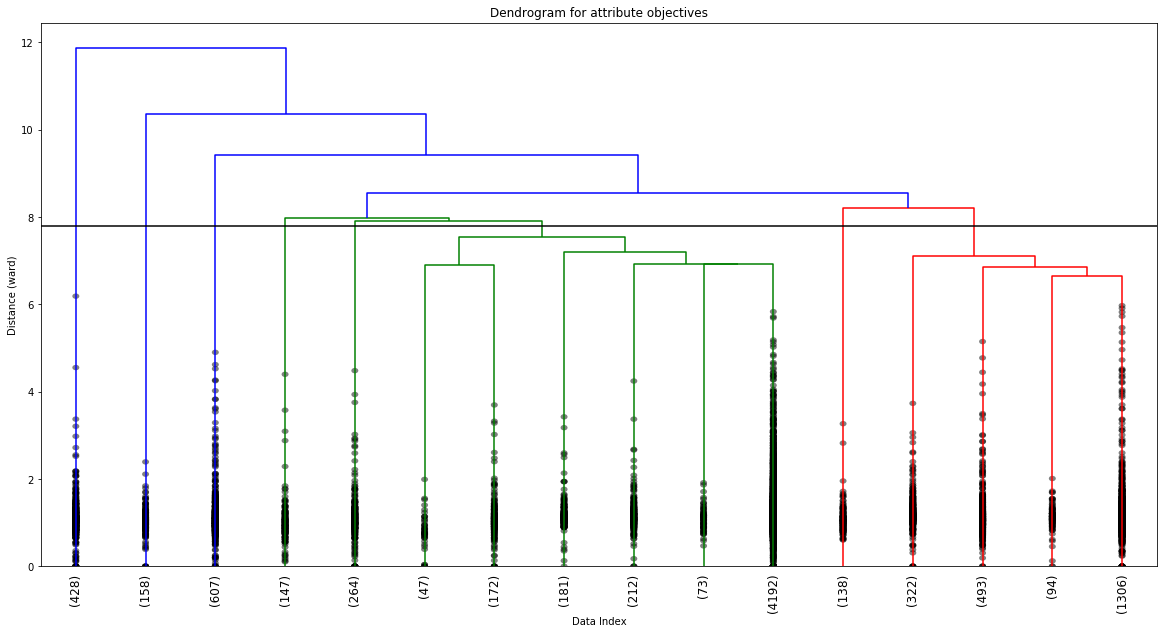 Dendrogram for attribute objectives
12
10
8
6
4
2
0
Distance (ward)
(428) (158) (607) (147) (264) (47) (172) (181) (212) (73) (4192) (138) (322) (493) (94) (1306)
Data Index